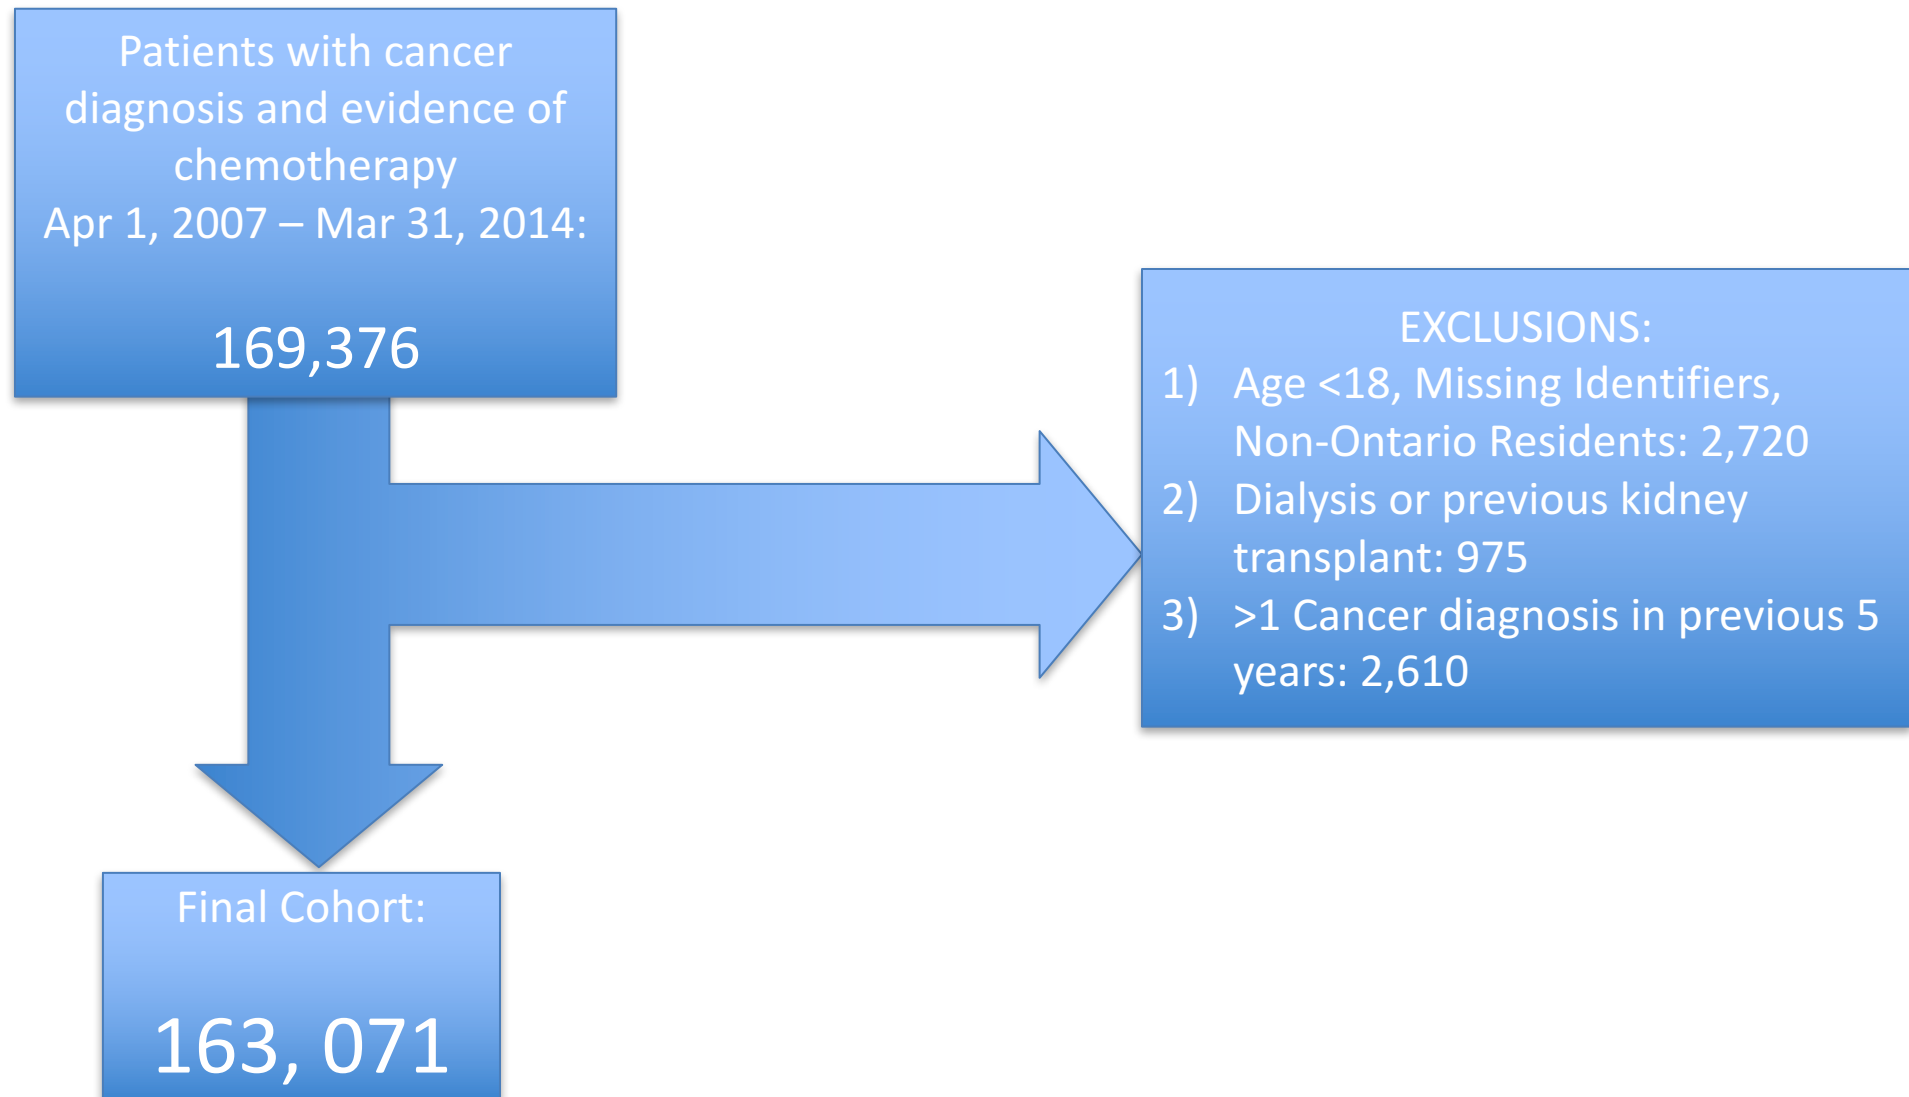 Patients with cancer
diagnosis and evidence of
chemotherapy
Apr 1, 2007 – Mar 31, 2014:
169,376
EXCLUSIONS:
1) Age <18, Missing Identifiers,
Non-Ontario Residents: 2,720
2) Dialysis or previous kidney
transplant: 975
3) >1 Cancer diagnosis in previous 5
years: 2,610
Final Cohort:
163, 071